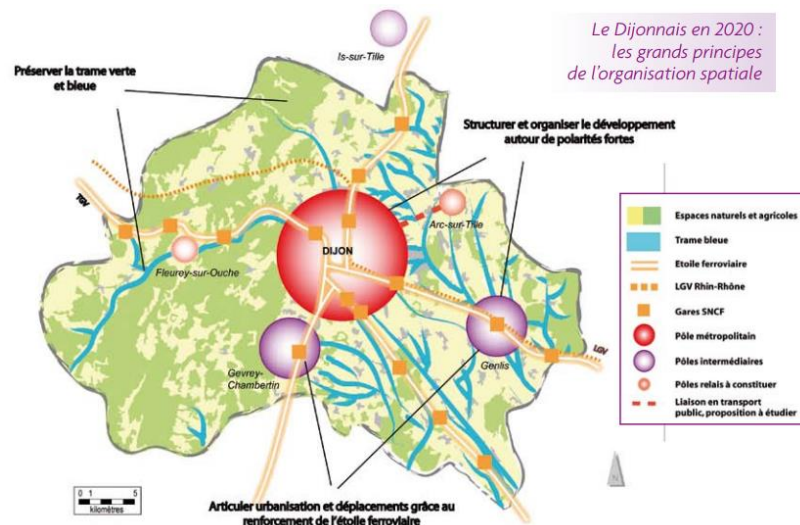 Le Dijonnais en 2020 :
les grands principes
de l'organisation spatiale
Is-sur-Tille
Préserver la trame verte
et bleue
Structurer et organiser le développement
autour de polarités fortes
TGV
Arc-sur-Tille
DIJON
Fleurey-sur-Ouche
Gevrey-
Chambertin
Genlis
LGV
Espaces naturels et agricoles
Trame bleue
Etoile ferroviaire
LGV Rhin-Rhône
Gares SNCF
Pôle métropolitain
Pôles intermédiaires
Pôles relais à constituer
Liaison en transport
public, proposition à étudier
0 1 5
kilomètres
N
Articuler urbanisation et déplacements grâce au
renforcement de l'étoile ferroviaire